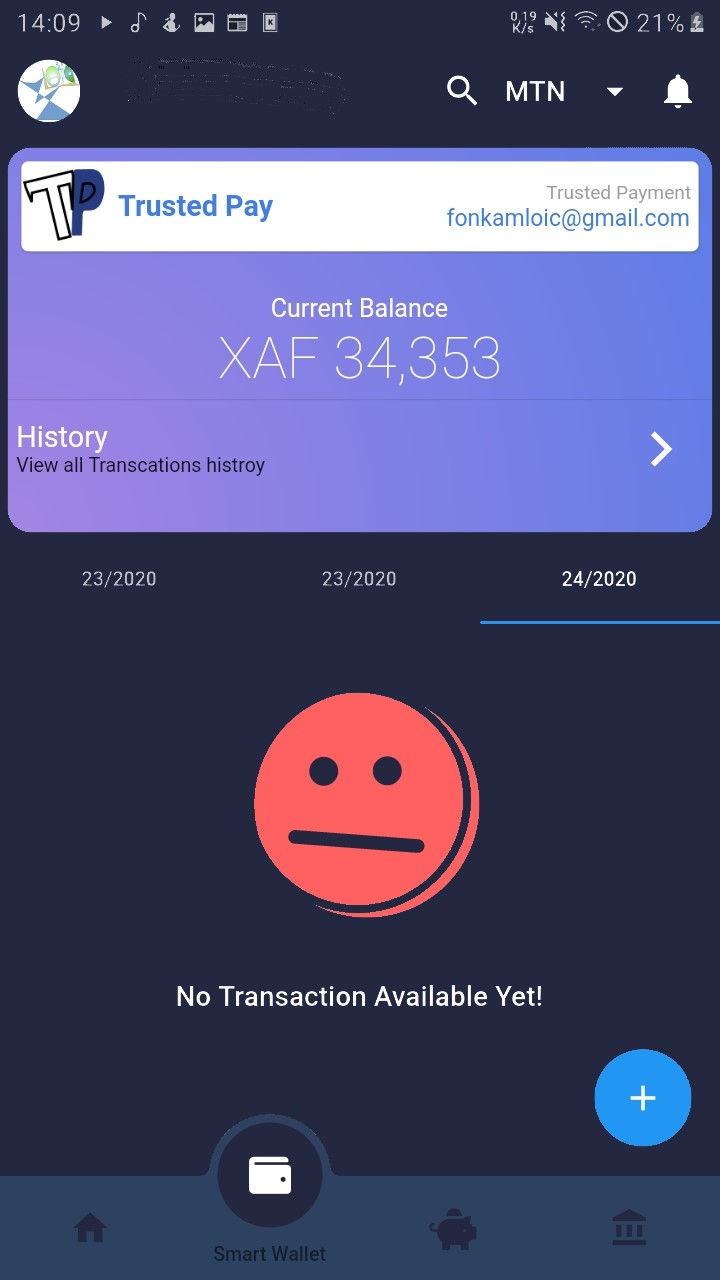 14:09
0,19
K/s
21%
MTN
TP
Trusted Pay
Trusted Payment
fonkamloic@gmail.com
Current Balance
XAF 34,353
History
View all Transcations histroy
23/2020
23/2020
24/2020
No Transaction Available Yet!
Smart Wallet